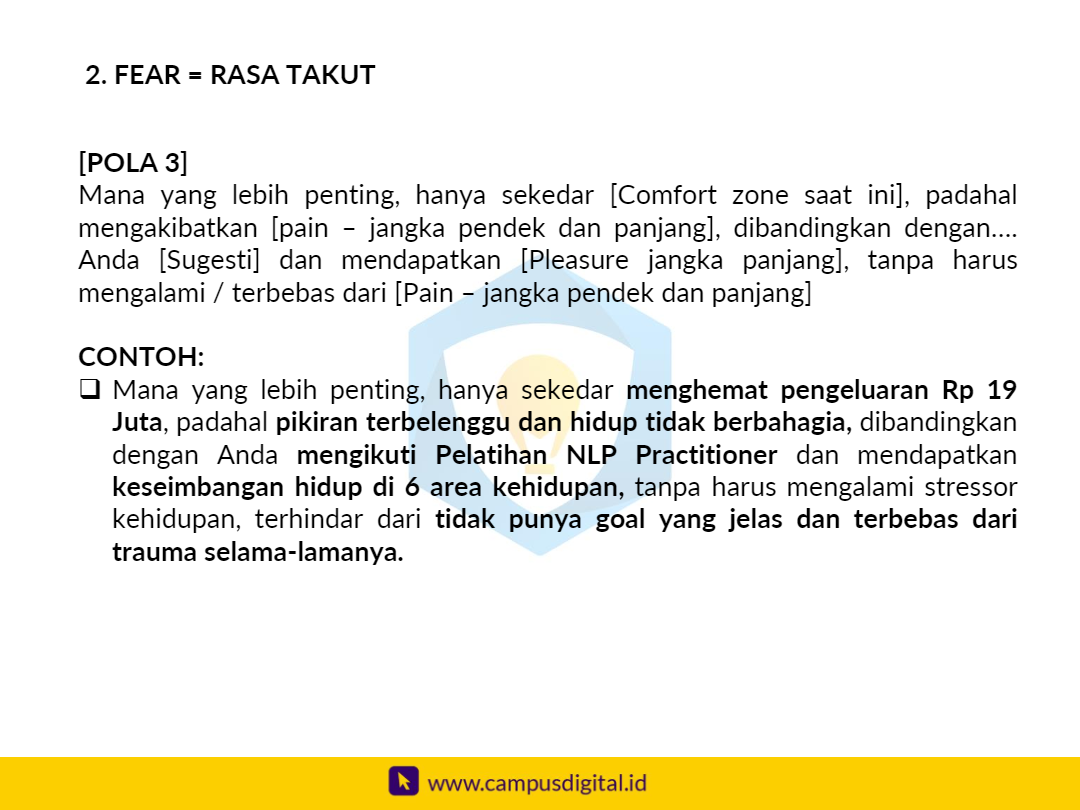 2. FEAR = RASA TAKUT
[POLA 3]
Mana yang lebih penting, hanya sekedar [Comfort zone saat ini], padahal
mengakibatkan [pain – jangka pendek dan panjang], dibandingkan dengan….
Anda [Sugesti] dan mendapatkan [Pleasure jangka panjang], tanpa harus
mengalami / terbebas dari [Pain – jangka pendek dan panjang]
CONTOH:
❑ Mana yang lebih penting, hanya sekedar menghemat pengeluaran Rp 19
Juta, padahal pikiran terbelenggu dan hidup tidak berbahagia, dibandingkan
dengan Anda mengikuti Pelatihan NLP Practitioner dan mendapatkan
keseimbangan hidup di 6 area kehidupan, tanpa harus mengalami stressor
kehidupan, terhindar dari tidak punya goal yang jelas dan terbebas dari
trauma selama-lamanya.
www.campusdigital.id